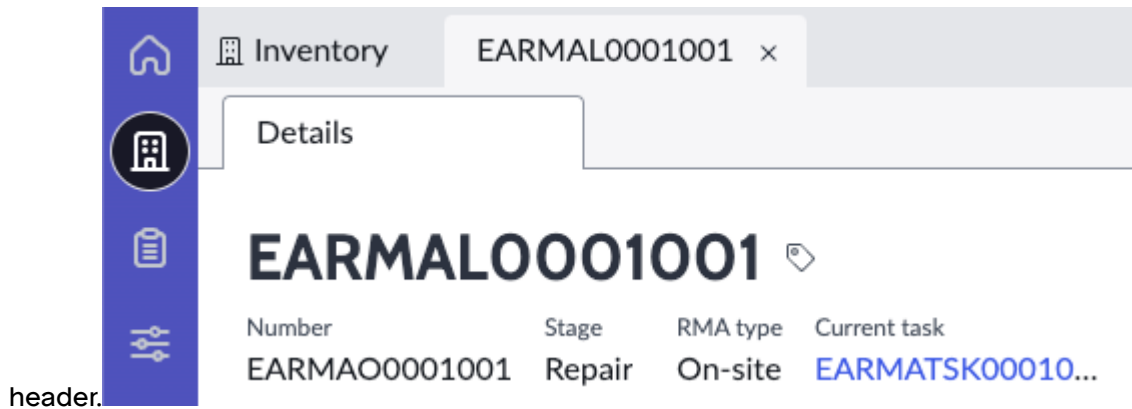 Inventory EARMAL0001001 ×
Details
EARMAL0001001
Number Stage RMA type Current task
EARMAO0001001 Repair On-site EARMATSK00010...
header.